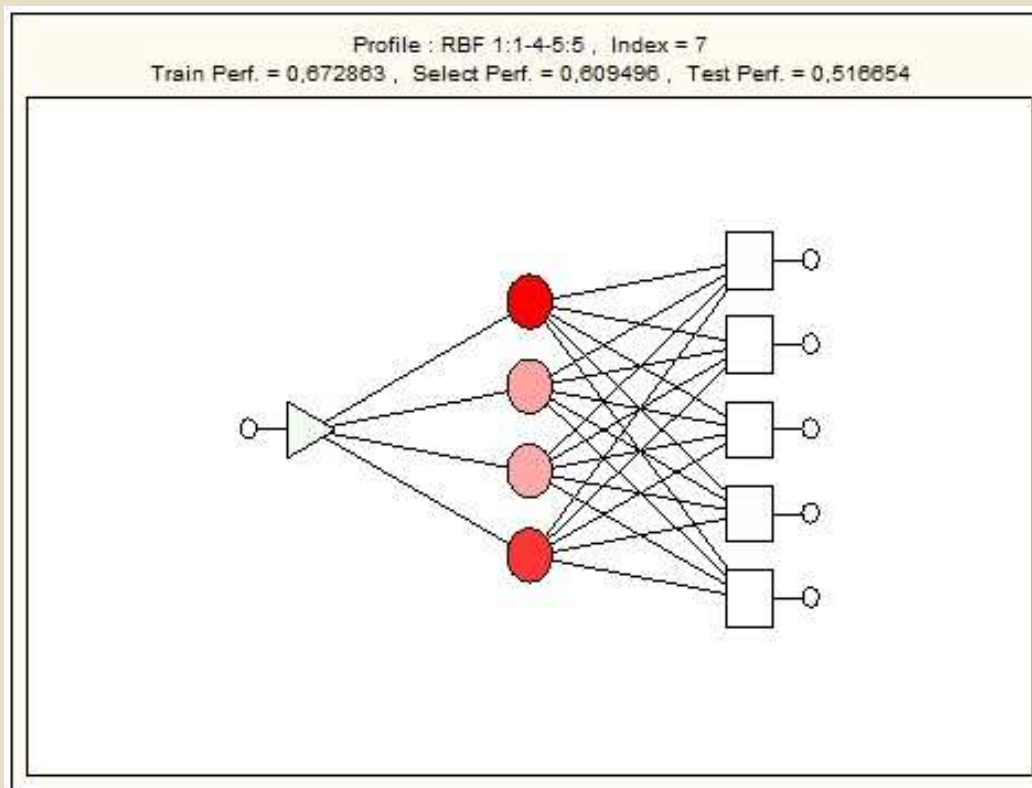 Profile : RBF 1:1-4-5:5 , Index = 7
Train Perf. = 0,672863 , Select Perf. = 0,609496 , Test Perf. = 0,516654